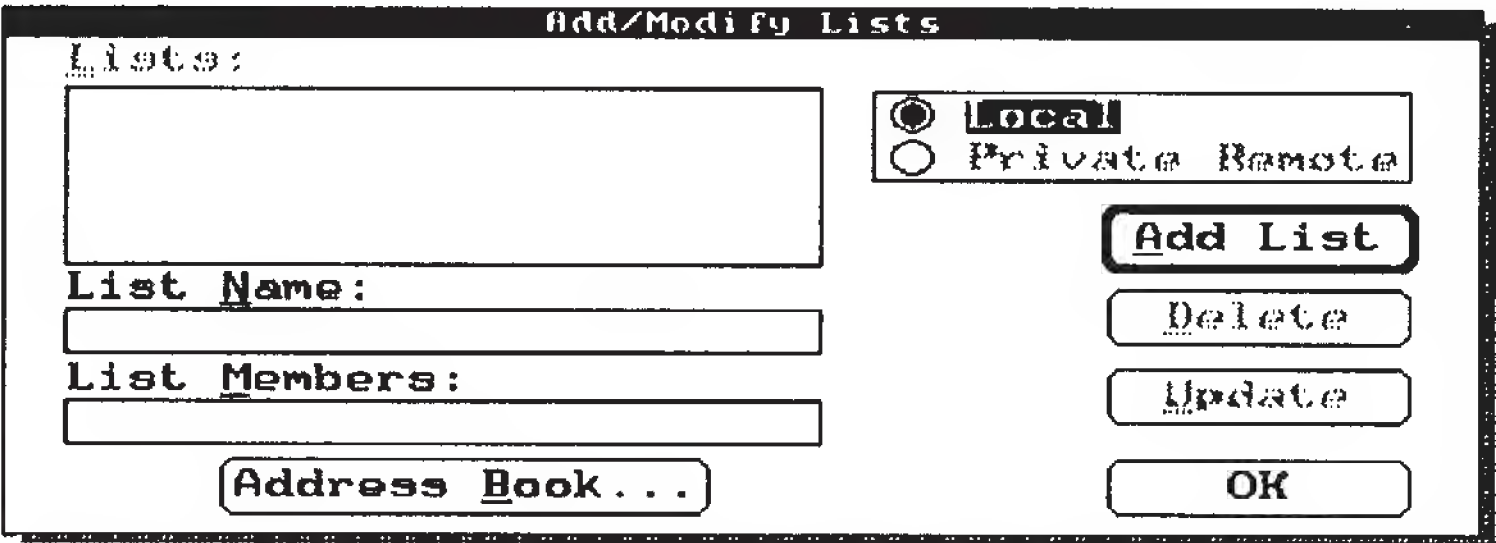 Add/Modify Lists
Lists:
Local
Private Remote
Add List
List Name:
Delete
List Members:
Update
Address Book...
OK